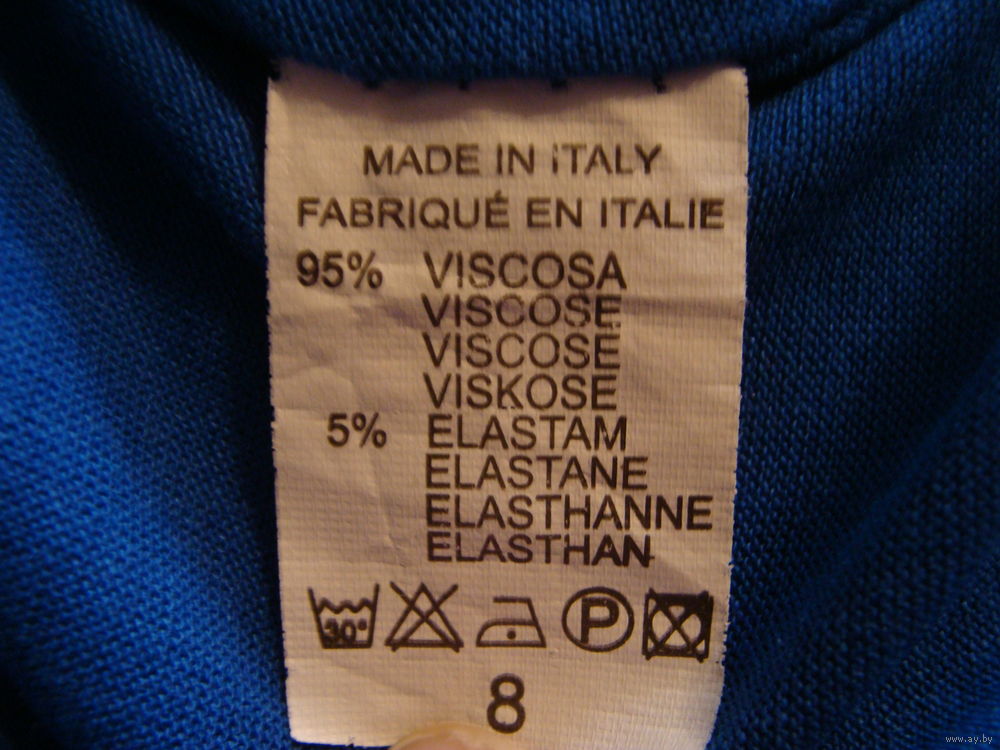 MADE IN iTALY
FABRIQUÉ EN ITALIE
95% VISCOSA
VISCOSE
VISCOSE
VISKOSE
5% ELASTAM
ELASTANE
ELASTHANNE
ELASTHAN
30° P
8
www.ay.by